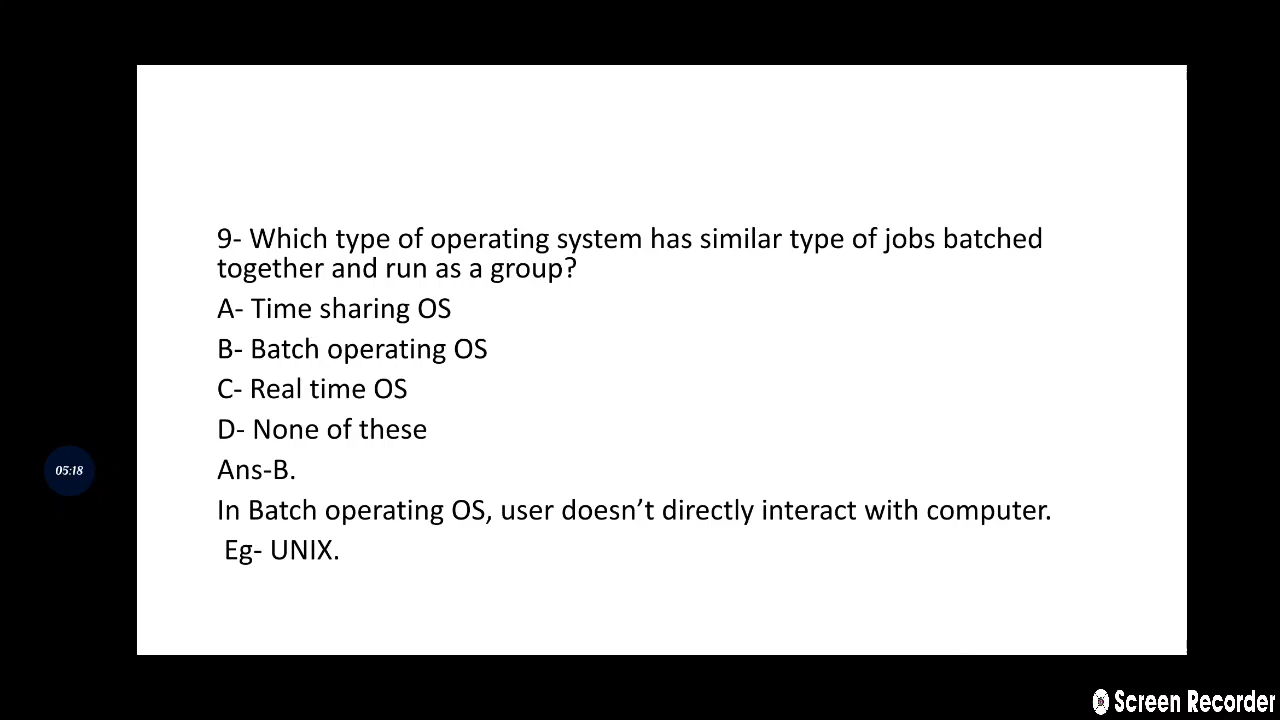 9- Which type of operating system has similar type of jobs batched
together and run as a group?
A- Time sharing OS
B- Batch operating OS
C- Real time OS
D- None of these
Ans-B.
In Batch operating OS, user doesn’t directly interact with computer.
Eg- UNIX.
05:18
Screen Recorder